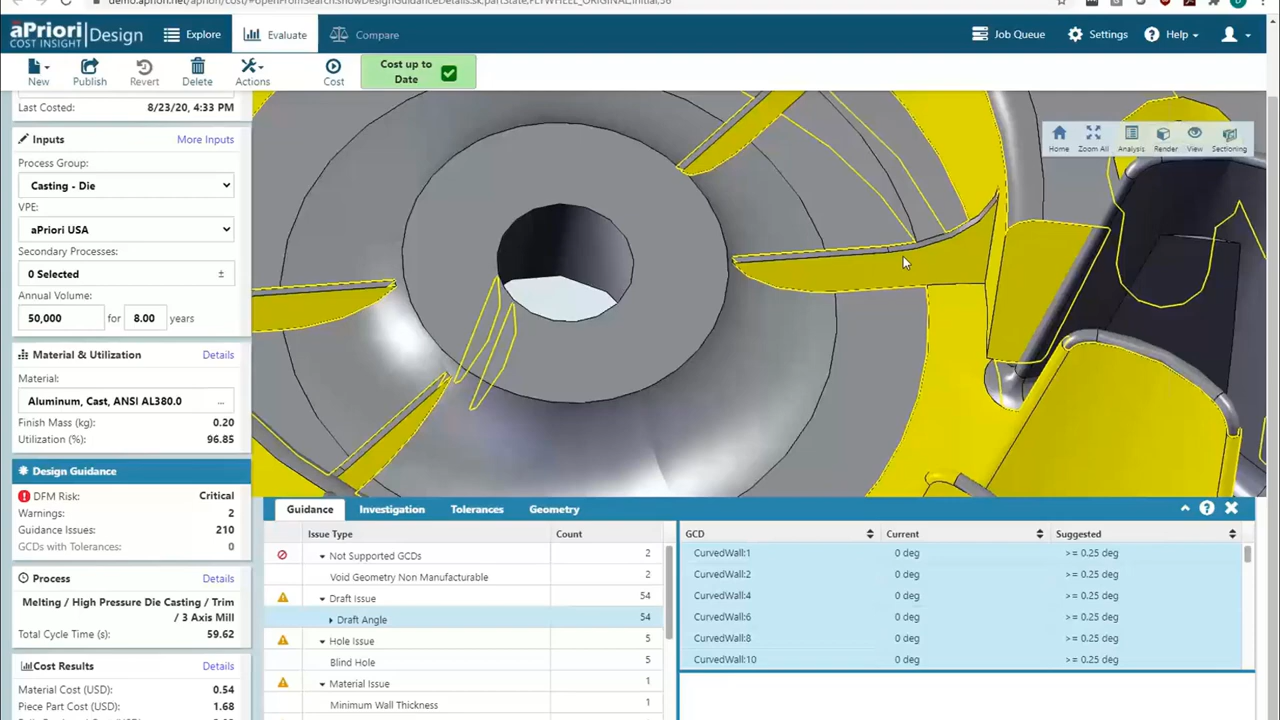 aPriori
COST INSIGHT | Design
Explore
Evaluate
Compare
Job Queue
Settings
Help
New
Publish
Revert
Delete
Actions
Cost
Cost up to
Date
Last Costed: 8/23/20, 4:33 PM
Inputs More Inputs
Process Group:
Casting - Die
VPE:
aPriori USA
Secondary Processes:
0 Selected
Annual Volume:
50,000 for 8.00 years
Material & Utilization Details
Material:
Aluminum, Cast, ANSI AL380.0 ...
Finish Mass (kg): 0.20
Utilization (%): 96.85
Design Guidance
DFM Risk: Critical
Warnings: 2
Guidance Issues: 210
GCDs with Tolerances: 0
Process Details
Melting / High Pressure Die Casting / Trim
/ 3 Axis Mill
Total Cycle Time (s): 59.62
Cost Results Details
Material Cost (USD): 0.54
Piece Part Cost (USD): 1.68
Home
Zoom All
Analysis
Render
View
Sectioning
Guidance Investigation Tolerances Geometry
Issue Type Count
Not Supported GCDs 2
Void Geometry Non Manufacturable 2
Draft Issue 54
Draft Angle 54
Hole Issue 5
Blind Hole 5
Material Issue 1
Minimum Wall Thickness 1
GCD Current Suggested
CurvedWall:1 0 deg >= 0.25 deg
CurvedWall:2 0 deg >= 0.25 deg
CurvedWall:4 0 deg >= 0.25 deg
CurvedWall:6 0 deg >= 0.25 deg
CurvedWall:8 0 deg >= 0.25 deg
CurvedWall:10 0 deg >= 0.25 deg